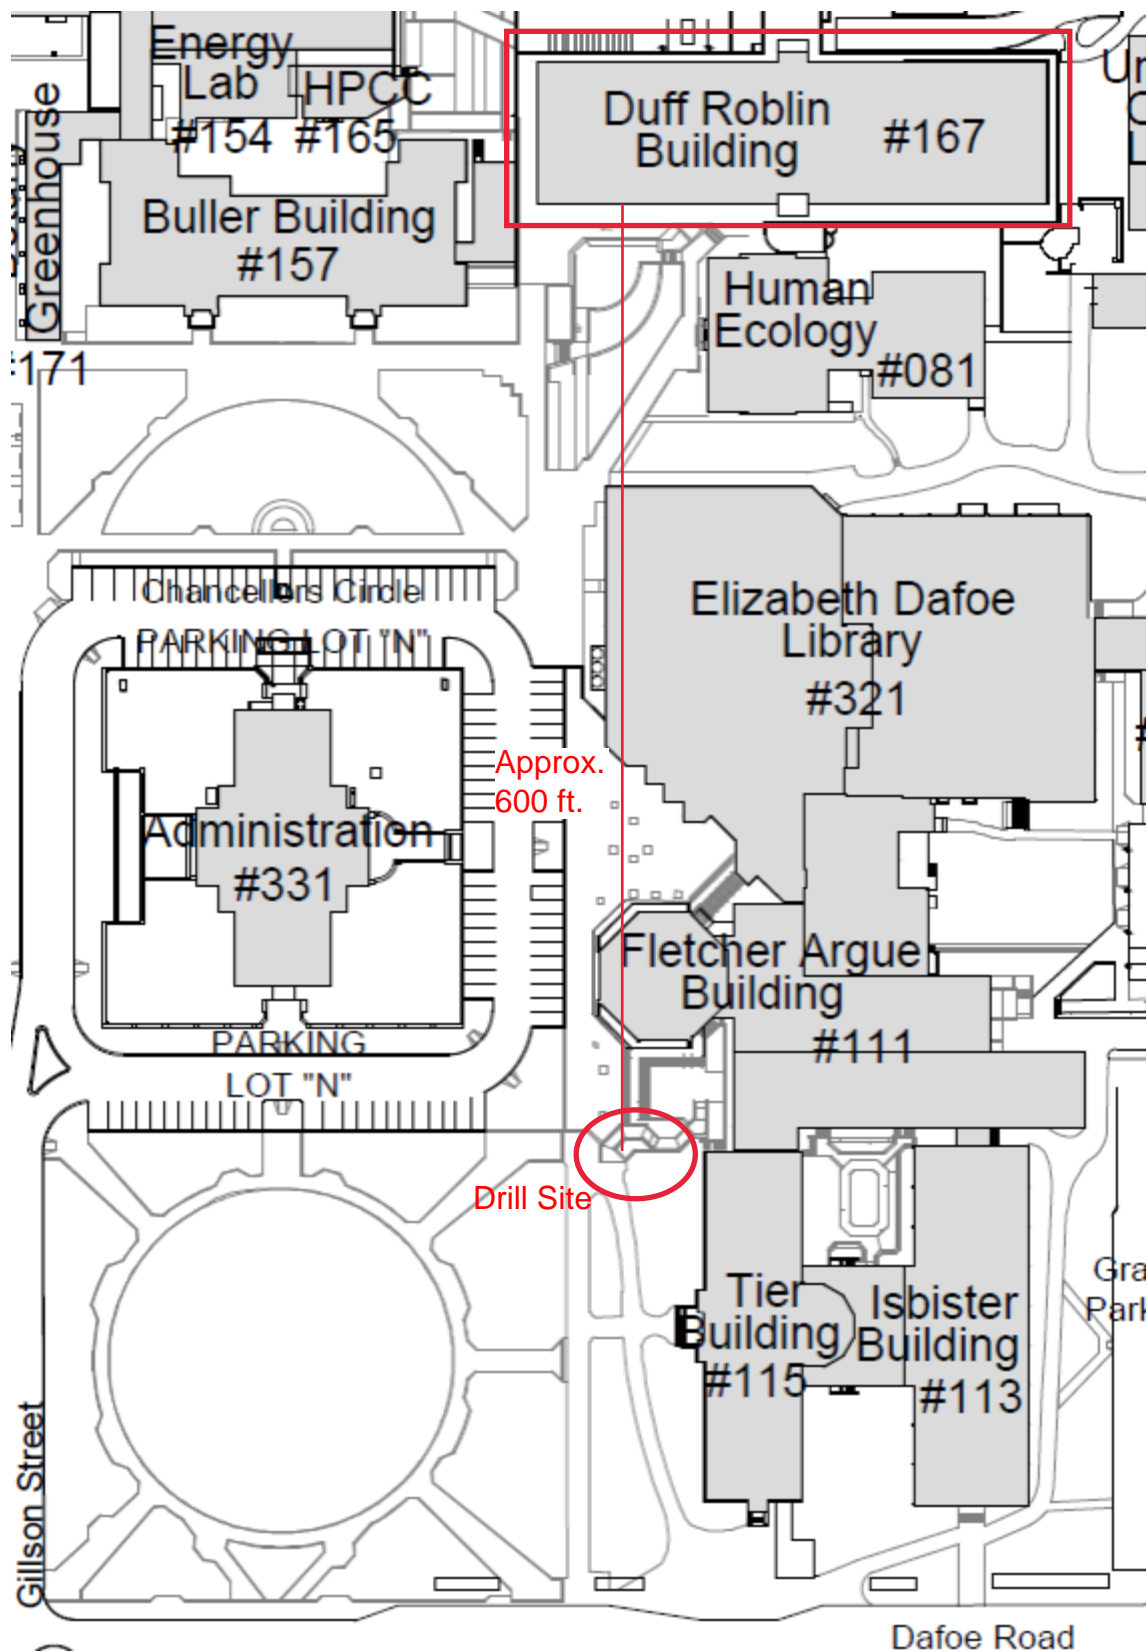 Energy
Lab
#154
HPCC
#165
Duff Roblin
Building
#167
Greenhouse
Buller Building
#157
Human
Ecology
#081
Chancellors Circle
PARKING LOT "N"
Elizabeth Dafoe
Library
#321
Approx.
600 ft.
Administration
#331
Fletcher Argue
Building
#111
PARKING
LOT "N"
Drill Site
Tier
Building
#115
Isbister
Building
#113
Gillson Street
Dafoe Road